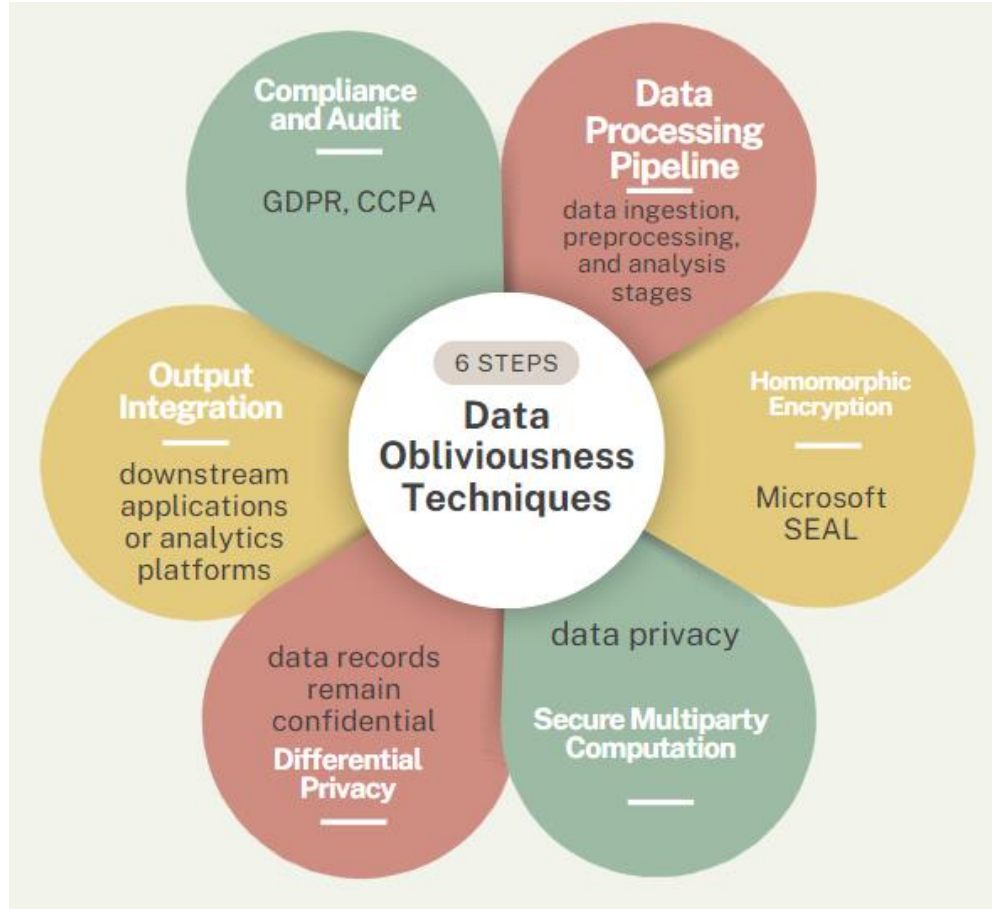 Compliance
and Audit
GDPR, CCPA
Data
Processing
Pipeline
data ingestion,
preprocessing,
and analysis
stages
Homomorphic
Encryption
Microsoft
SEAL
data privacy
Secure Multiparty
Computation
data records
remain
confidential
Differential
Privacy
Output
Integration
downstream
applications
or analytics
platforms
6 STEPS
Data
Obliviousness
Techniques